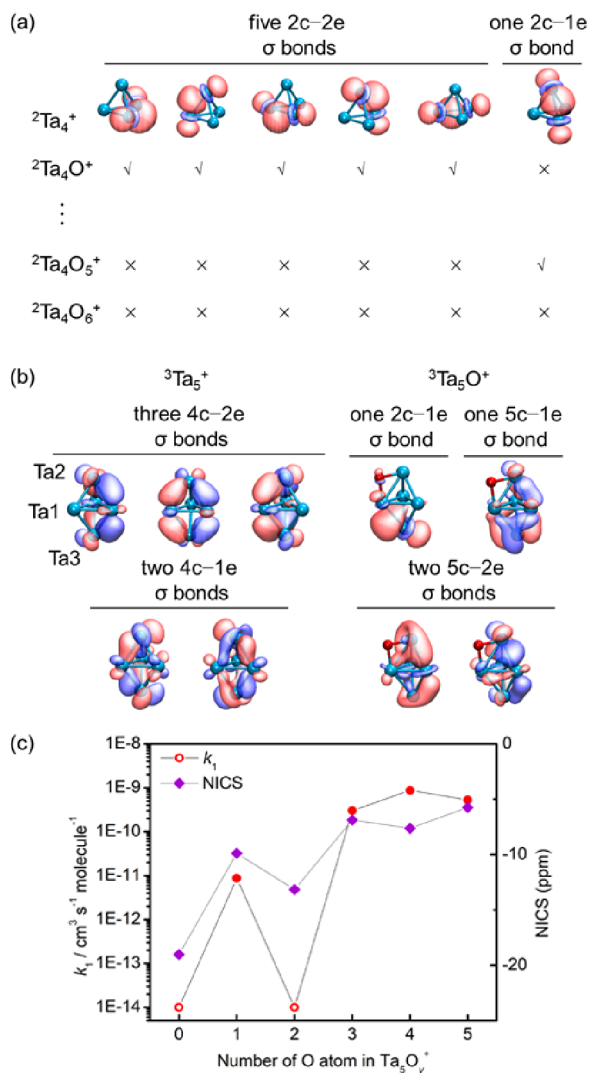 (a)
five 2c–2e one 2c–1e
σ bonds σ bond
²Ta₄⁺
²Ta₄O⁺ √ √ √ √ √ ×
⋮
²Ta₄O₅⁺ × × × × × √
²Ta₄O₆⁺ × × × × × ×
(b)
³Ta₅⁺ ³Ta₅O⁺
three 4c–2e one 2c–1e one 5c–1e
σ bonds σ bond σ bonds
Ta2
Ta1
Ta3
two 4c–1e two 5c–2e
σ bonds σ bonds
(c)
1E-8 0
k₁
1E-9
NICS
1E-10
1E-11 -10
1E-12
1E-13
-20
1E-14
k₁ / cm³ s⁻¹ molecule⁻¹
NICS (ppm)
0 1 2 3 4 5
Number of O atom in Ta₅Oᵧ⁺